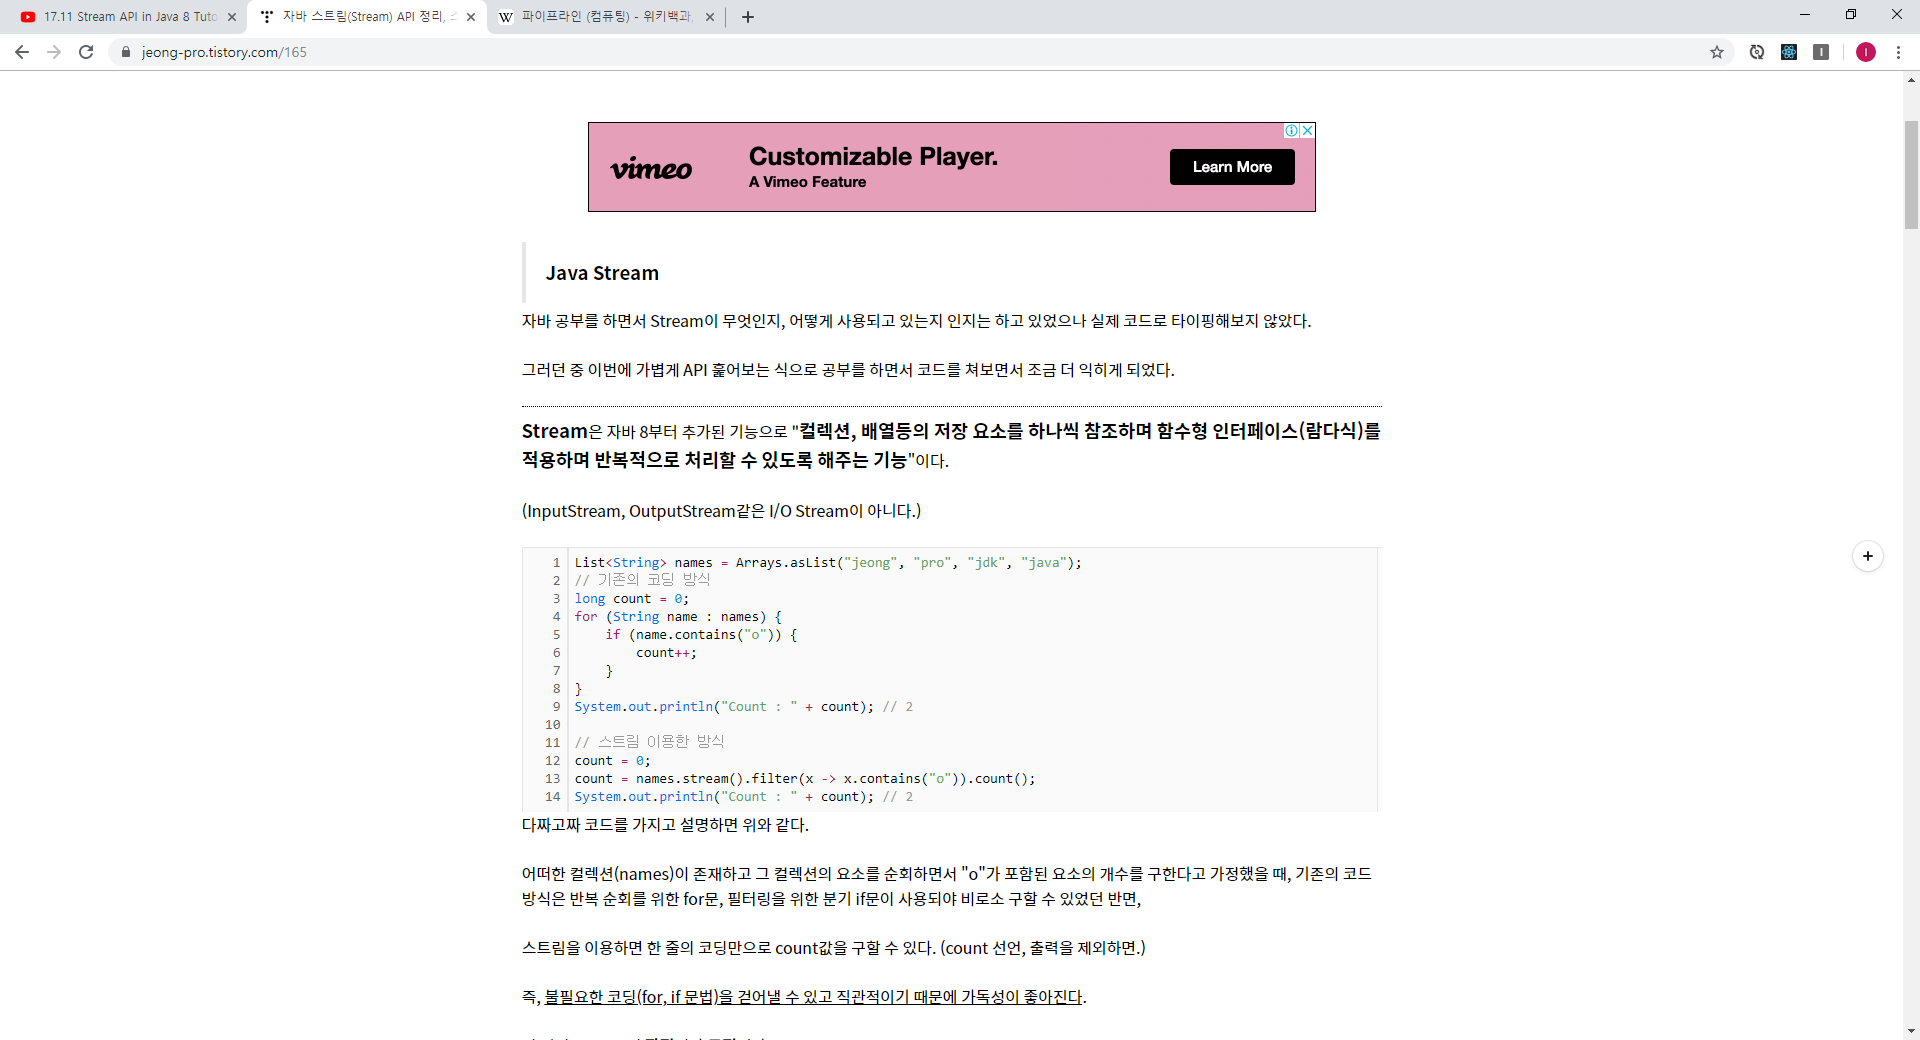 17.11 Stream API in Java 8 Tuto
자바 스트림(Stream) API 정리,
파이프라인 (컴퓨팅) - 위키백과,
jeong-pro.tistory.com/165
vimeo
Customizable Player.
A Vimeo Feature
Learn More
Java Stream
자바 공부를 하면서 Stream이 무엇인지, 어떻게 사용되고 있는지 인지는 하고 있었으나 실제 코드로 타이핑해보지 않았다.
그러던 중 이번에 가볍게 API 훑어보는 식으로 공부를 하면서 코드를 쳐보면서 조금 더 익히게 되었다.
Stream은 자바 8부터 추가된 기능으로 "컬렉션, 배열등의 저장 요소를 하나씩 참조하며 함수형 인터페이스(람다식)를
적용하며 반복적으로 처리할 수 있도록 해주는 기능"이다.
(InputStream, OutputStream같은 I/O Stream이 아니다.)
1 List<String> names = Arrays.asList("jeong", "pro", "jdk", "java");
2 // 기존의 코딩 방식
3 long count = 0;
4 for (String name : names) {
5     if (name.contains("o")) {
6         count++;
7     }
8 }
9 System.out.println("Count : " + count); // 2
10
11 // 스트림 이용한 방식
12 count = 0;
13 count = names.stream().filter(x -> x.contains("o")).count();
14 System.out.println("Count : " + count); // 2
다짜고짜 코드를 가지고 설명하면 위와 같다.
어떠한 컬렉션(names)이 존재하고 그 컬렉션의 요소를 순회하면서 "o"가 포함된 요소의 개수를 구한다고 가정했을 때, 기존의 코드
방식은 반복 순회를 위한 for문, 필터링을 위한 분기 if문이 사용되야 비로소 구할 수 있었던 반면,
스트림을 이용하면 한 줄의 코딩만으로 count값을 구할 수 있다. (count 선언, 출력을 제외하면.)
즉, 불필요한 코딩(for, if 문법)을 걷어낼 수 있고 직관적이기 때문에 가독성이 좋아진다.